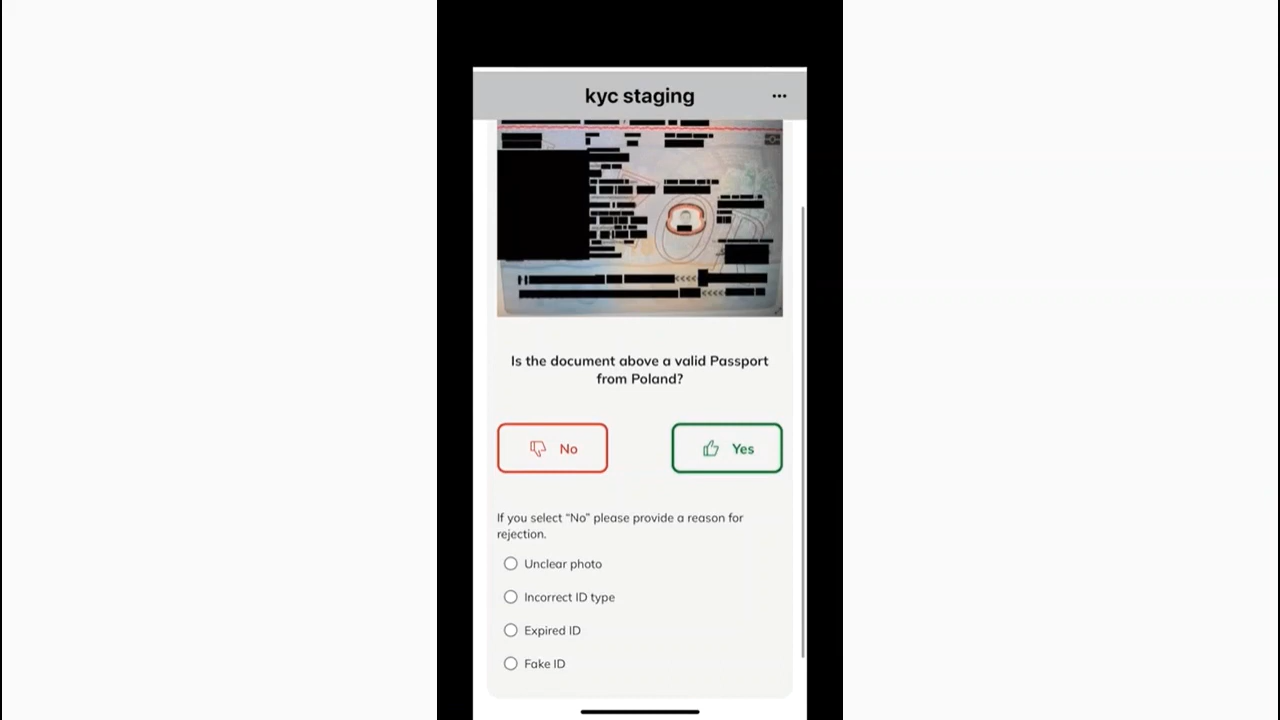 kyc staging
...
<<<<
<<<<
Is the document above a valid Passport
from Poland?
No
Yes
If you select “No” please provide a reason for
rejection.
Unclear photo
Incorrect ID type
Expired ID
Fake ID